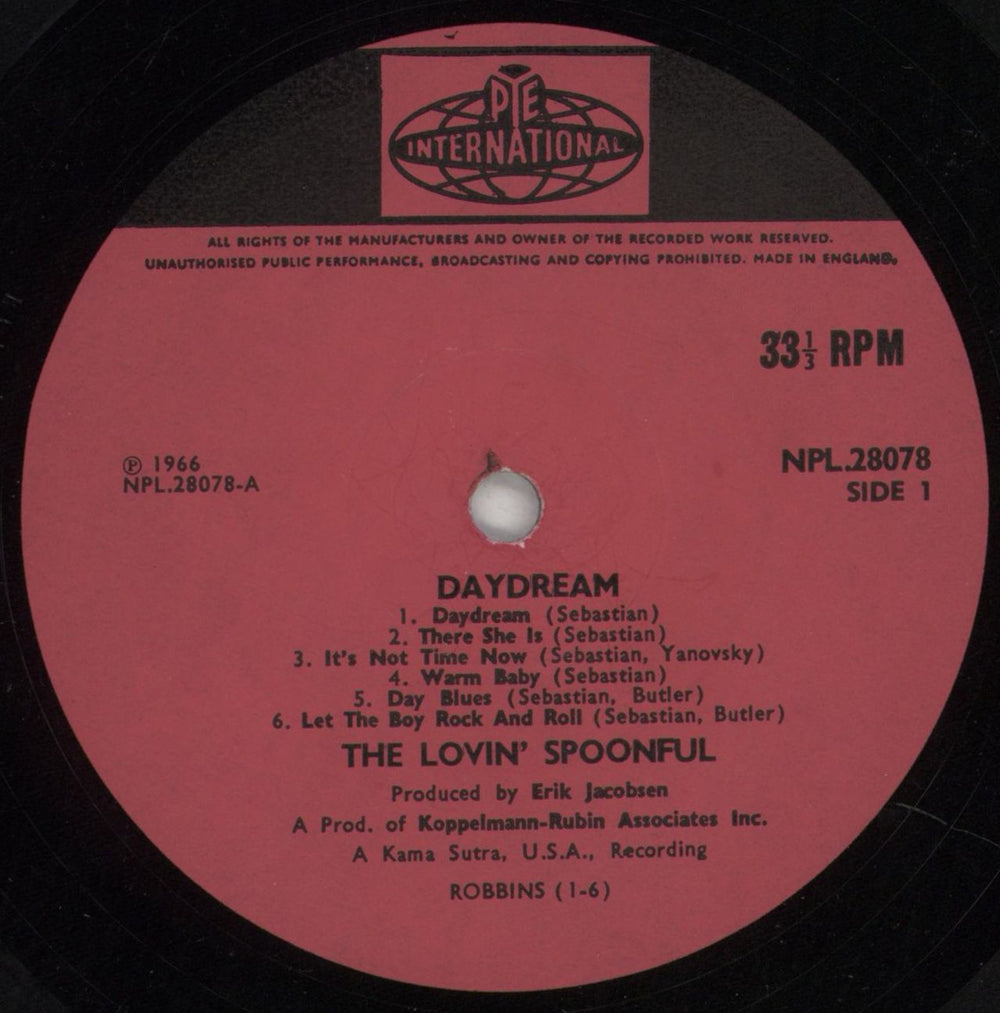 PYE
INTERNATIONAL
ALL RIGHTS OF THE MANUFACTURERS AND OWNER OF THE RECORDED WORK RESERVED.
UNAUTHORISED PUBLIC PERFORMANCE, BROADCASTING AND COPYING PROHIBITED. MADE IN ENGLAND.
33⅓ RPM
℗ 1966
NPL.28078-A
NPL.28078
SIDE 1
DAYDREAM
1. Daydream (Sebastian)
2. There She Is (Sebastian)
3. It's Not Time Now (Sebastian, Yanovsky)
4. Warm Baby (Sebastian)
5. Day Blues (Sebastian, Butler)
6. Let The Boy Rock And Roll (Sebastian, Butler)
THE LOVIN' SPOONFUL
Produced by Erik Jacobsen
A Prod. of Koppelmann-Rubin Associates Inc.
A Kama Sutra, U.S.A., Recording
ROBBINS (1-6)